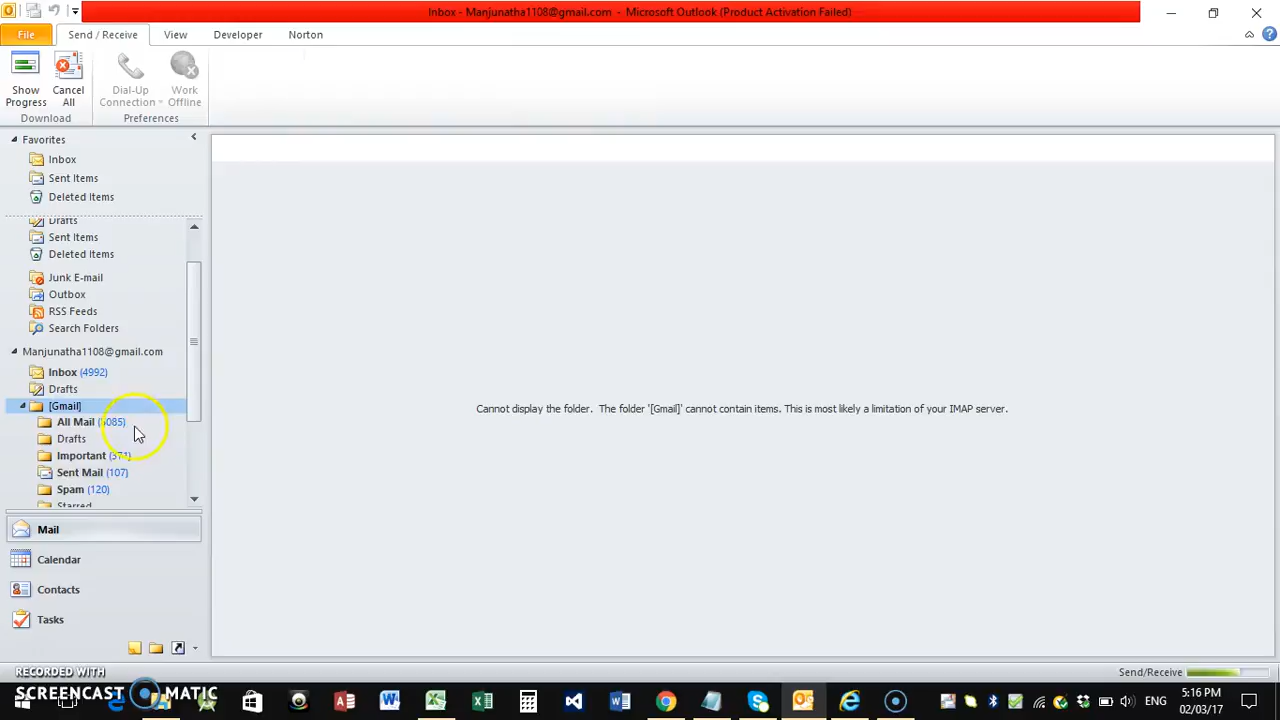 Inbox - Manjunatha1108@gmail.com - Microsoft Outlook (Product Activation Failed)
File Send / Receive View Developer Norton
Show Progress
Cancel All
Dial-Up Connection
Work Offline
Download
Preferences
Favorites
Inbox
Sent Items
Deleted Items
Drafts
Sent Items
Deleted Items
Junk E-mail
Outbox
RSS Feeds
Search Folders
Manjunatha1108@gmail.com
Inbox (4992)
Drafts
[Gmail]
Cannot display the folder. The folder '[Gmail]' cannot contain items. This is most likely a limitation of your IMAP server.
All Mail (5085)
Drafts
Important (371)
Sent Mail (107)
Spam (120)
Starred
Mail
Calendar
Contacts
Tasks
Send/Receive
RECORDED WITH
SCREENCAST MATIC
ENG
5:16 PM
02/03/17